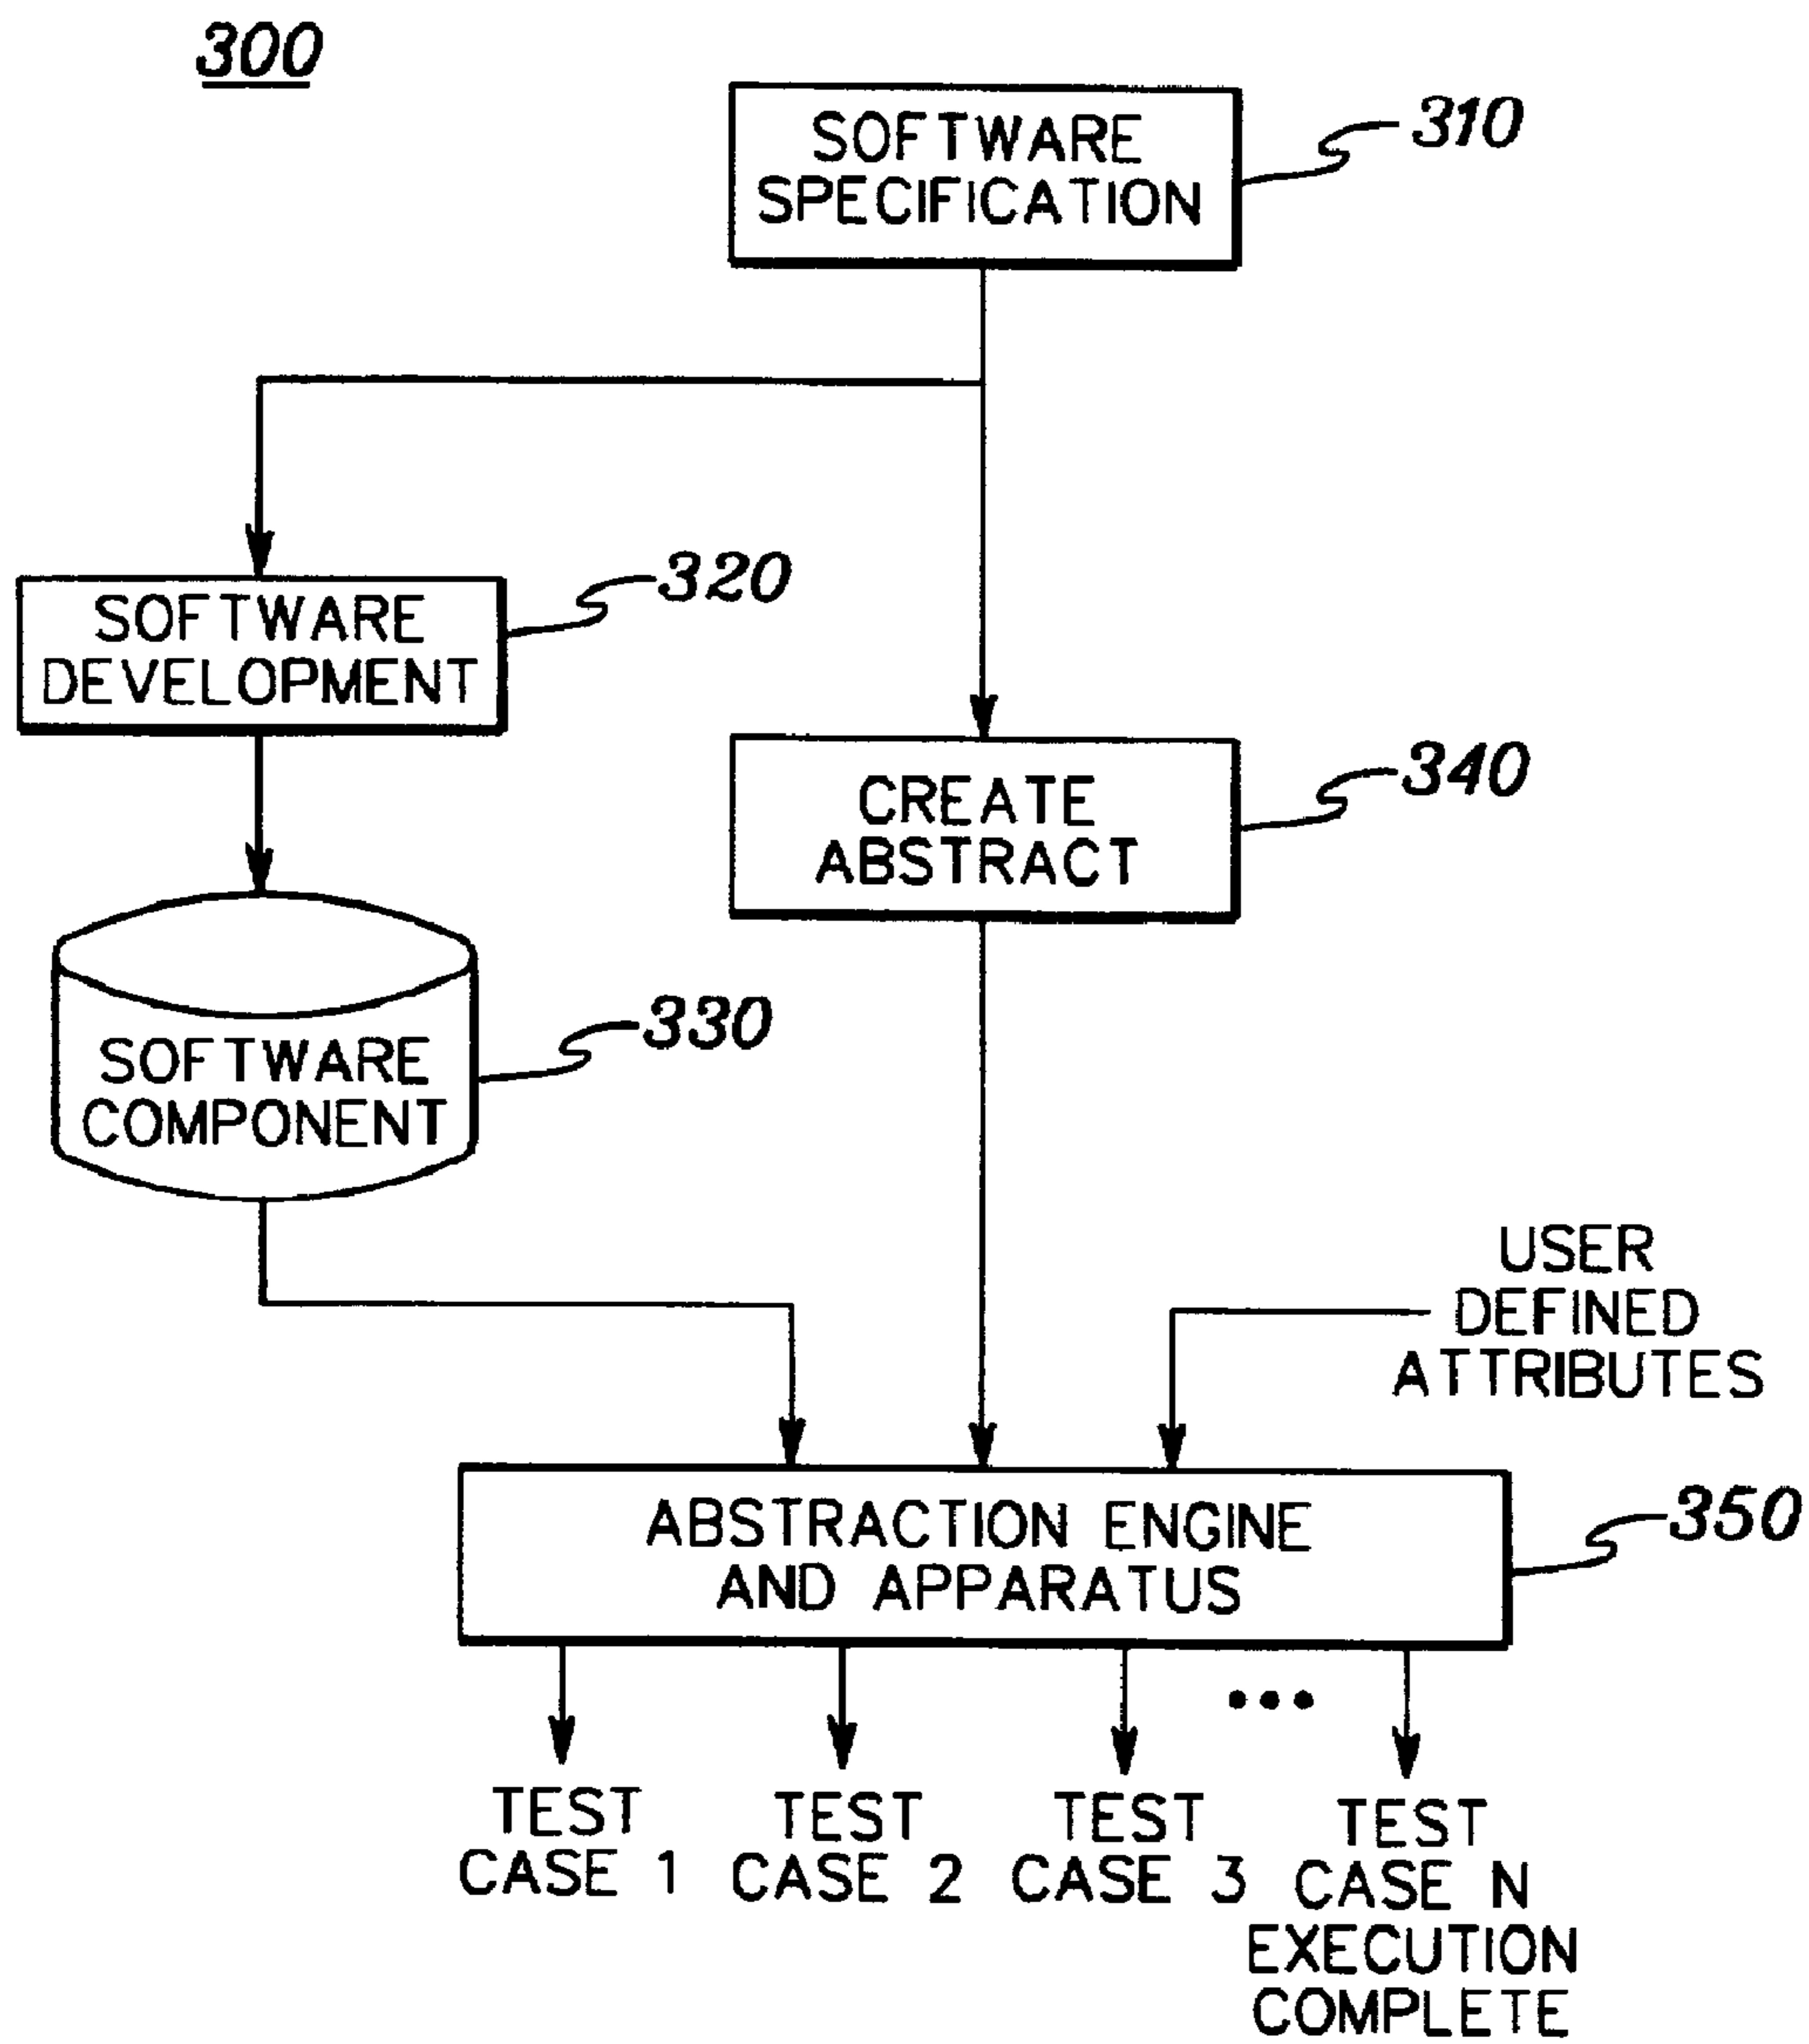 300
SOFTWARE
SPECIFICATION
310
SOFTWARE
DEVELOPMENT
320
CREATE
ABSTRACT
340
SOFTWARE
COMPONENT
330
USER
DEFINED
ATTRIBUTES
ABSTRACTION ENGINE
AND APPARATUS
350
•••
TEST
CASE 1
TEST
CASE 2
TEST
CASE 3
TEST
CASE N
EXECUTION
COMPLETE